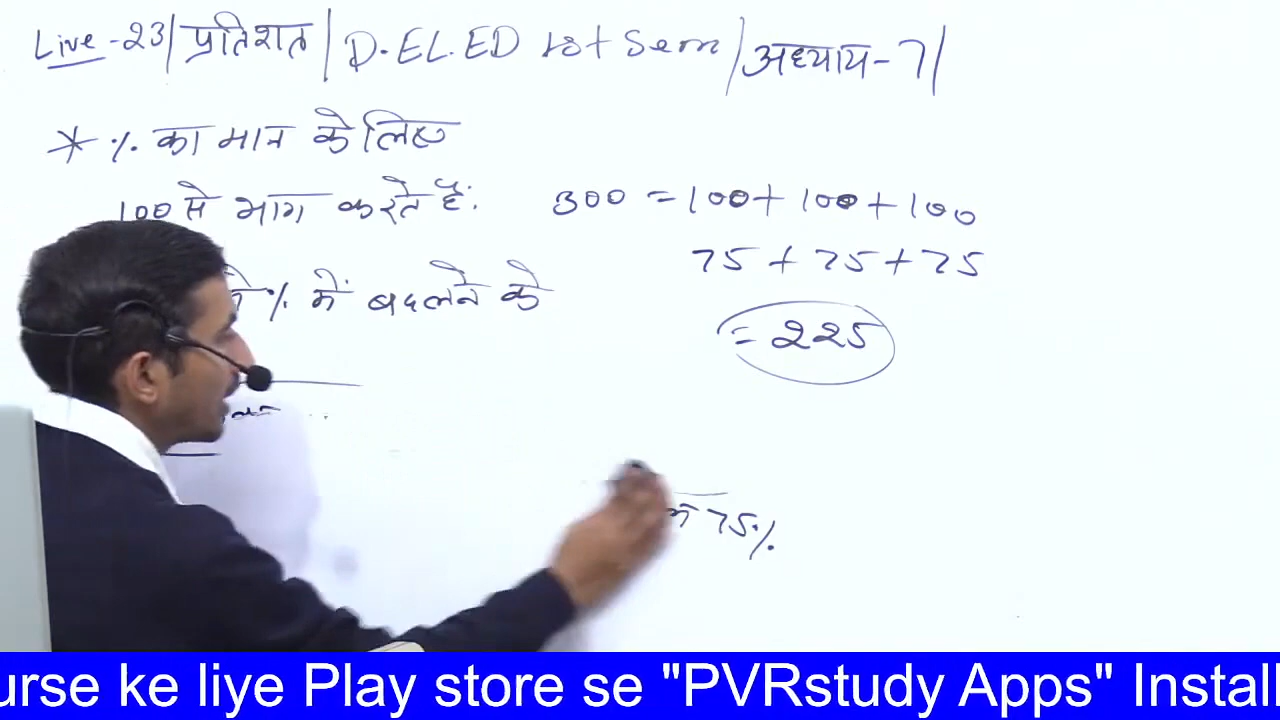 Live-23/प्रतिशत/D.EL.ED 1st Sem/अध्याय-7/
* % का मान के लिए
100 से भाग करते है:
% में बदलने के
300 = 100+100+100
75 + 75 + 75
= 225
में 75%
urse ke liye Play store se "PVRstudy Apps" Install